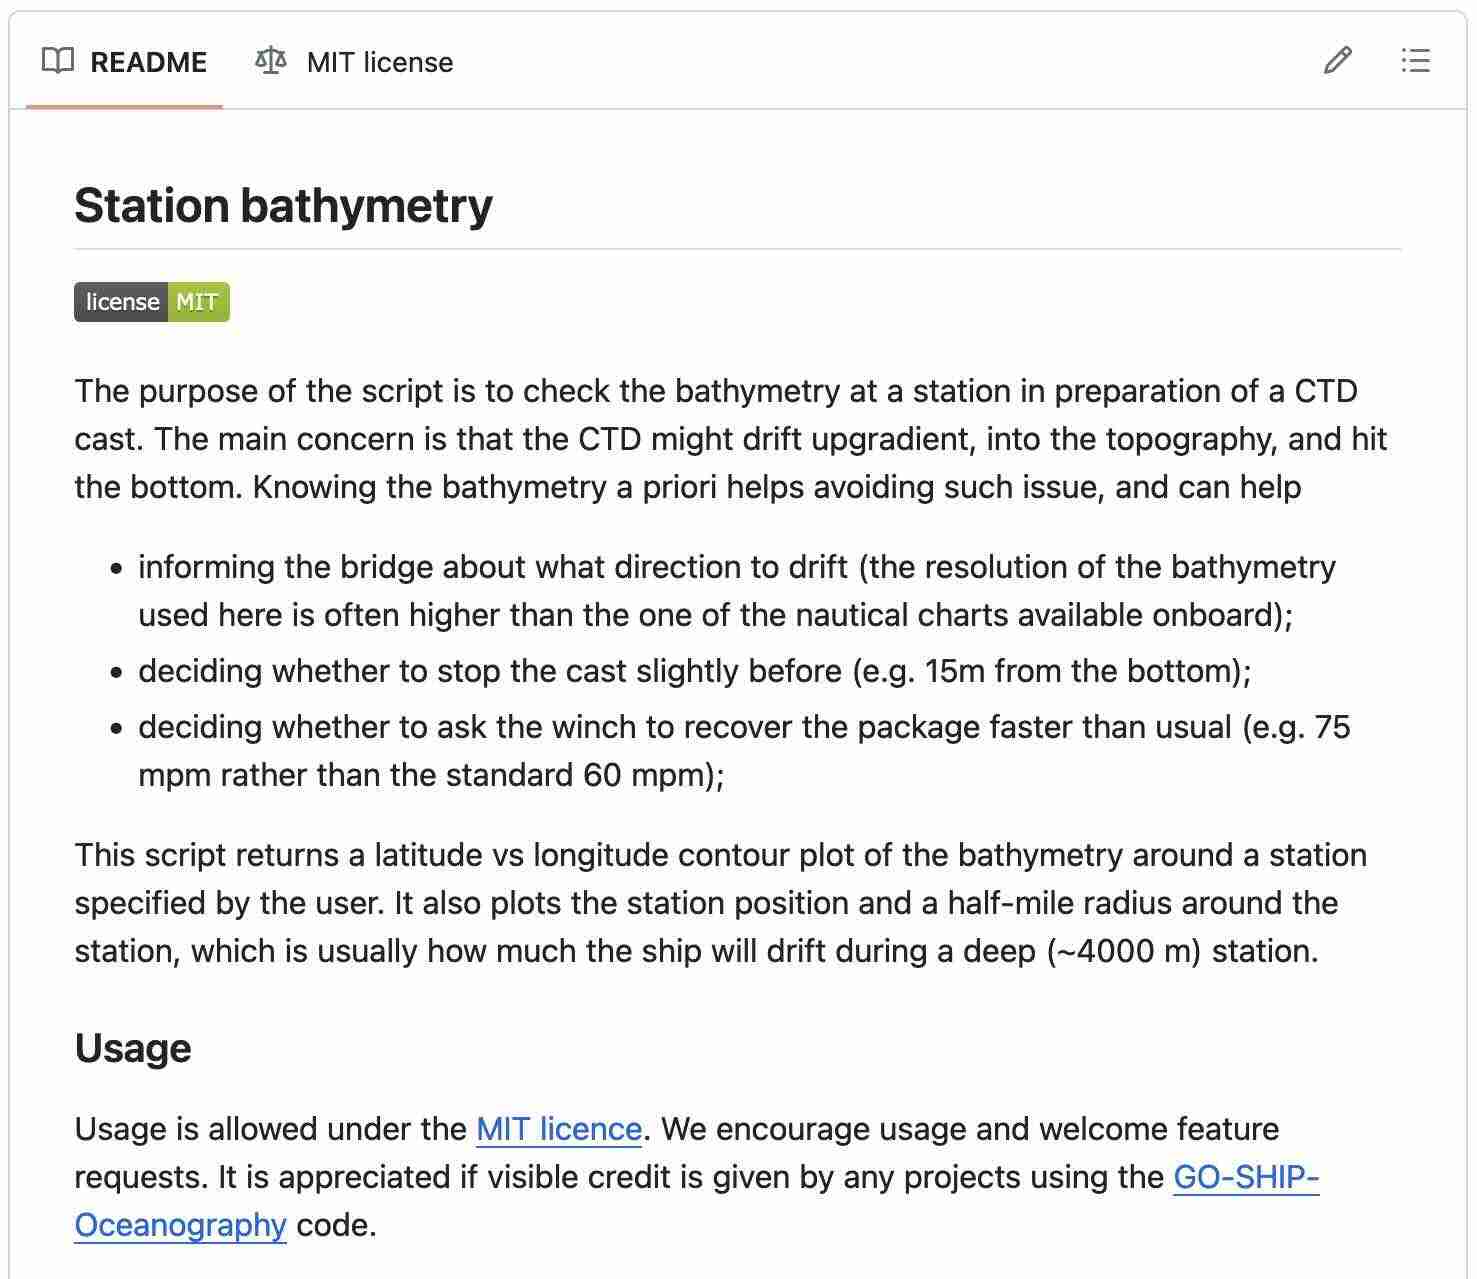 README MIT license
Station bathymetry
license MIT
The purpose of the script is to check the bathymetry at a station in preparation of a CTD
cast. The main concern is that the CTD might drift upgradient, into the topography, and hit
the bottom. Knowing the bathymetry a priori helps avoiding such issue, and can help
• informing the bridge about what direction to drift (the resolution of the bathymetry
used here is often higher than the one of the nautical charts available onboard);
• deciding whether to stop the cast slightly before (e.g. 15m from the bottom);
• deciding whether to ask the winch to recover the package faster than usual (e.g. 75
mpm rather than the standard 60 mpm);
This script returns a latitude vs longitude contour plot of the bathymetry around a station
specified by the user. It also plots the station position and a half-mile radius around the
station, which is usually how much the ship will drift during a deep (~4000 m) station.
Usage
Usage is allowed under the MIT licence. We encourage usage and welcome feature
requests. It is appreciated if visible credit is given by any projects using the GO-SHIP-
Oceanography code.